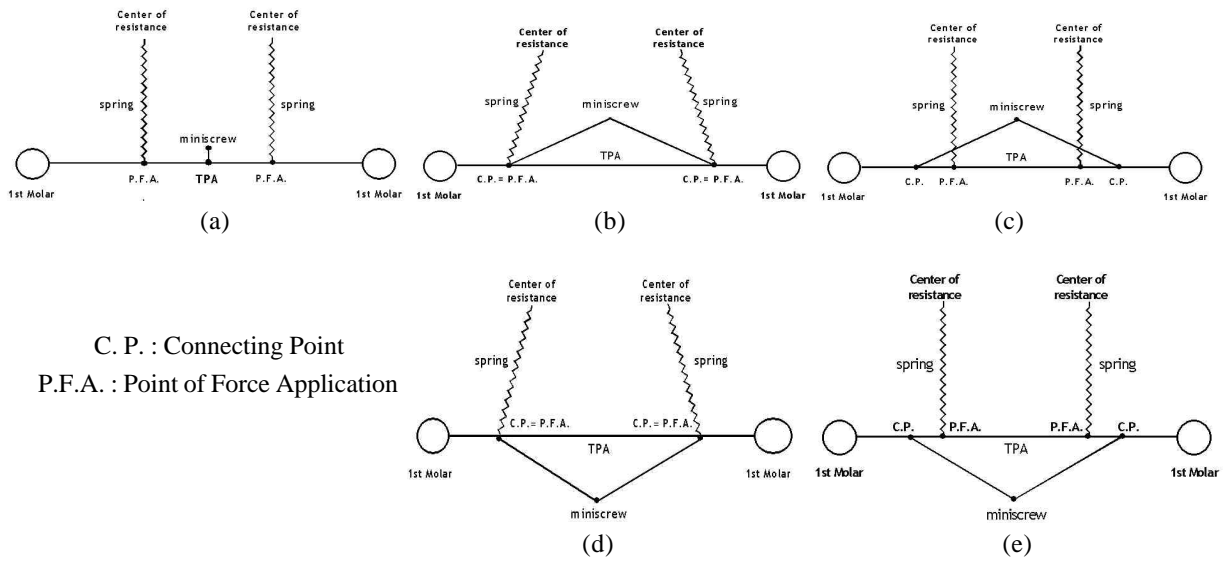 Center of
resistance
Center of
resistance
spring
spring
miniscrew
P.F.A.
TPA
P.F.A.
1st Molar
1st Molar
(a)
Center of
resistance
Center of
resistance
spring
miniscrew
spring
TPA
C.P. = P.F.A.
C.P. = P.F.A.
1st Molar
1st Molar
(b)
Center of
resistance
Center of
resistance
spring
miniscrew
spring
TPA
C.P.
P.F.A.
P.F.A.
C.P.
1st Molar
1st Molar
(c)
C. P. : Connecting Point
P.F.A. : Point of Force Application
Center of
resistance
Center of
resistance
spring
spring
C.P.= P.F.A.
C.P.= P.F.A.
TPA
1st Molar
1st Molar
miniscrew
(d)
Center of
resistance
Center of
resistance
spring
spring
C.P.
P.F.A.
P.F.A.
C.P.
TPA
1st Molar
1st Molar
miniscrew
(e)